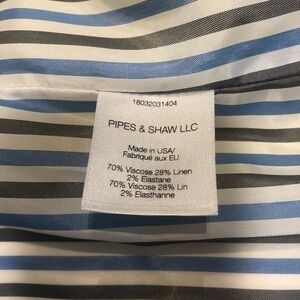 18032031404
PIPES & SHAW LLC
Made in USA/
Fabriqué aux EU
70% Viscose 28% Linen
2% Elastane
70% Viscose 28% Lin
2% Elasthanne